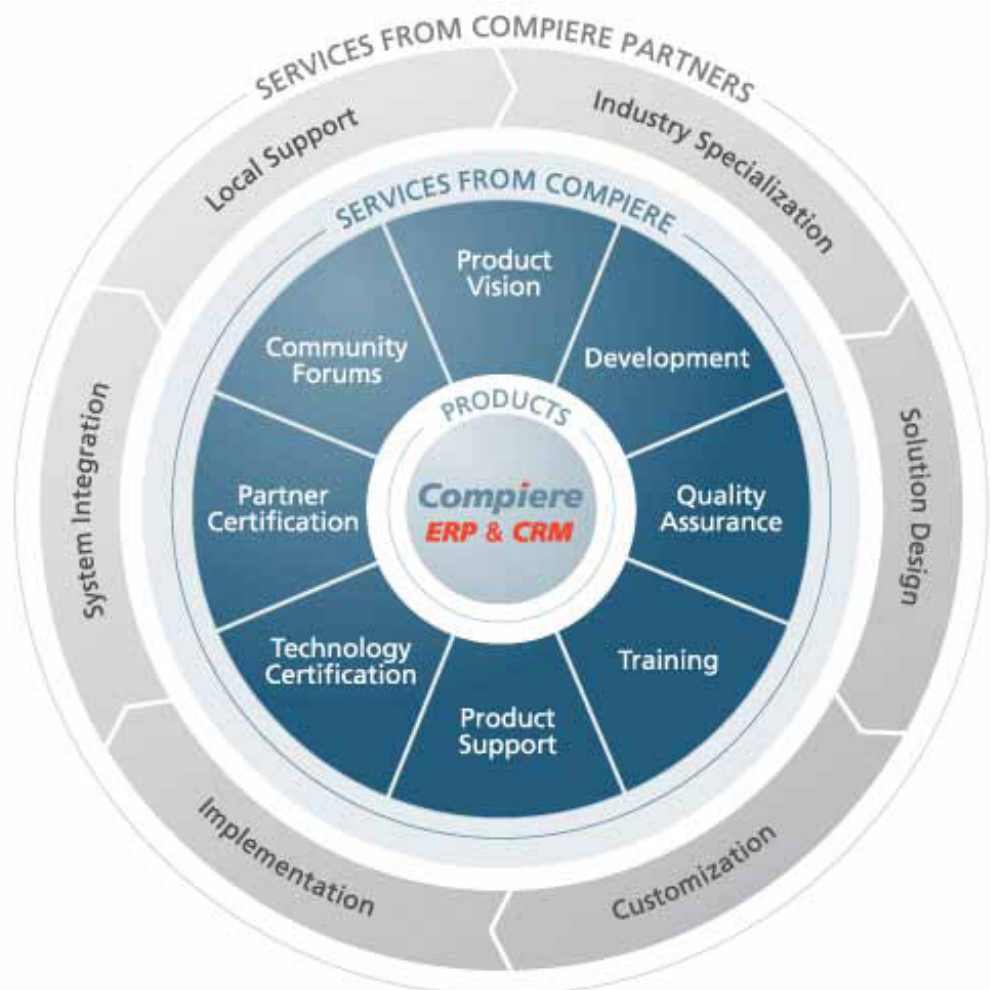 SERVICES FROM COMPIERE PARTNERS
Industry Specialization
Solution Design
Customization
Implementation
System Integration
Local Support
SERVICES FROM COMPIERE
Product
Vision
Development
Quality
Assurance
Training
Product
Support
Technology
Certification
Partner
Certification
Community
Forums
PRODUCTS
Compiere
ERP & CRM